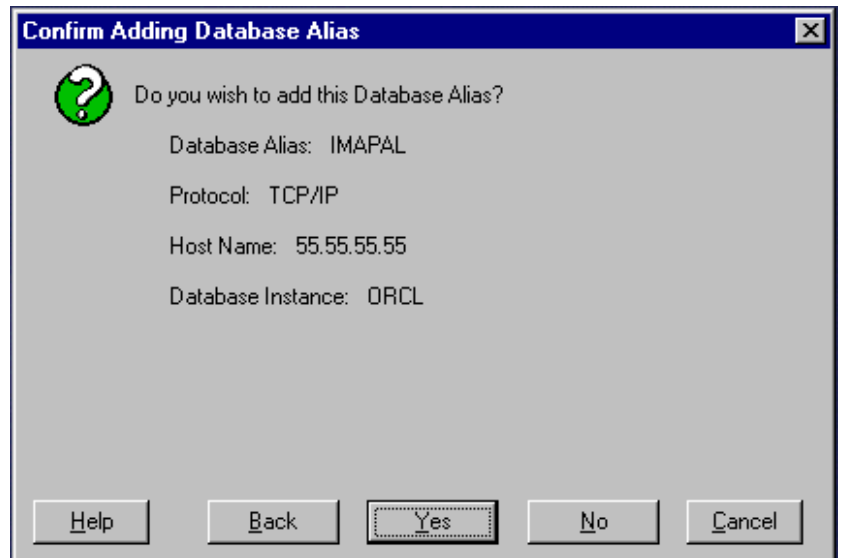 Confirm Adding Database Alias
Do you wish to add this Database Alias?
Database Alias: IMAPAL
Protocol: TCP/IP
Host Name: 55.55.55.55
Database Instance: ORCL
Help Back Yes No Cancel